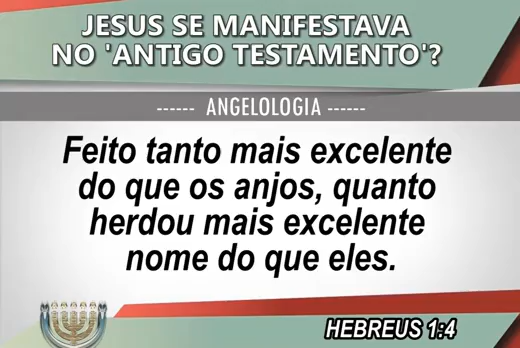 JESUS SE MANIFESTAVA
NO 'ANTIGO TESTAMENTO'?
------ ANGELOLOGIA ------
Feito tanto mais excelente
do que os anjos, quanto
herdou mais excelente
nome do que eles.
HEBREUS 1:4